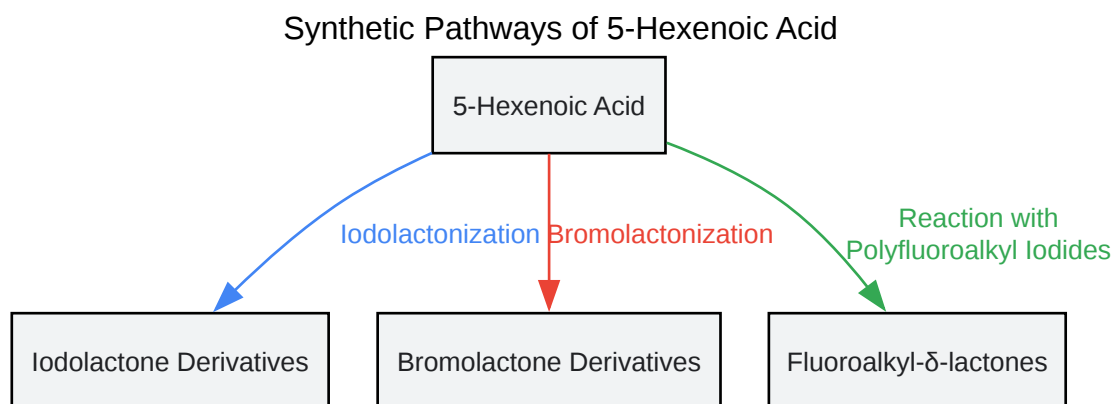 Synthetic Pathways of 5-Hexenoic Acid
5-Hexenoic Acid
Iodolactonization
Bromolactonization
Reaction with
Polyfluoroalkyl Iodides
Iodolactone Derivatives
Bromolactone Derivatives
Fluoroalkyl-δ-lactones